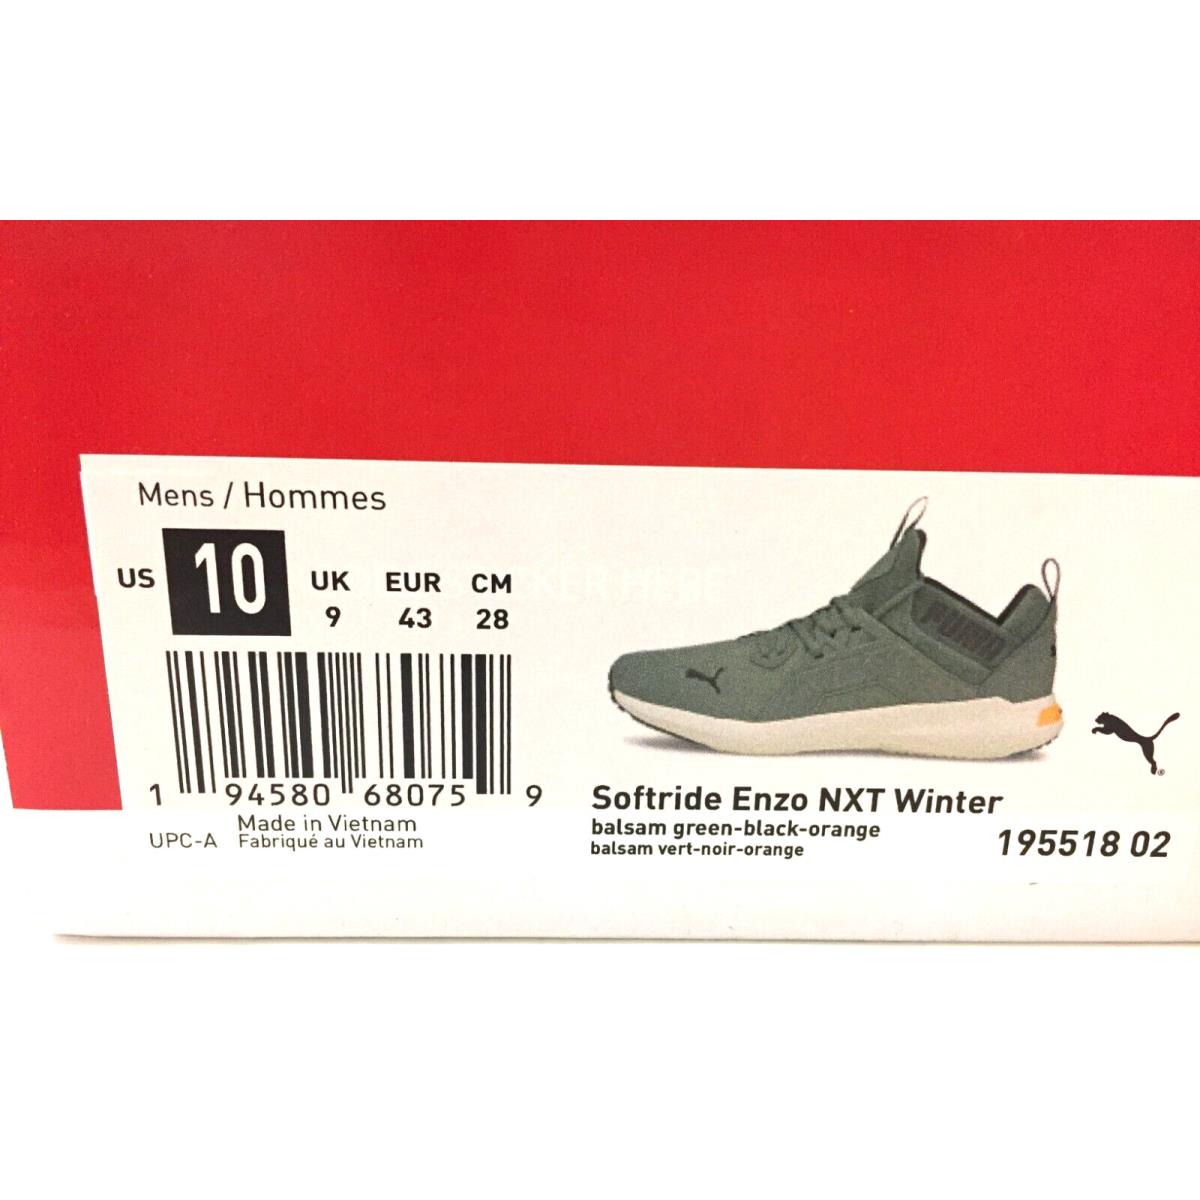 Mens / Hommes
US 10 UK EUR CM
9 43 28
PUMA
1 94580 68075 9
UPC-A
Made in Vietnam
Fabriqué au Vietnam
Softride Enzo NXT Winter
balsam green-black-orange
balsam vert-noir-orange
195518 02